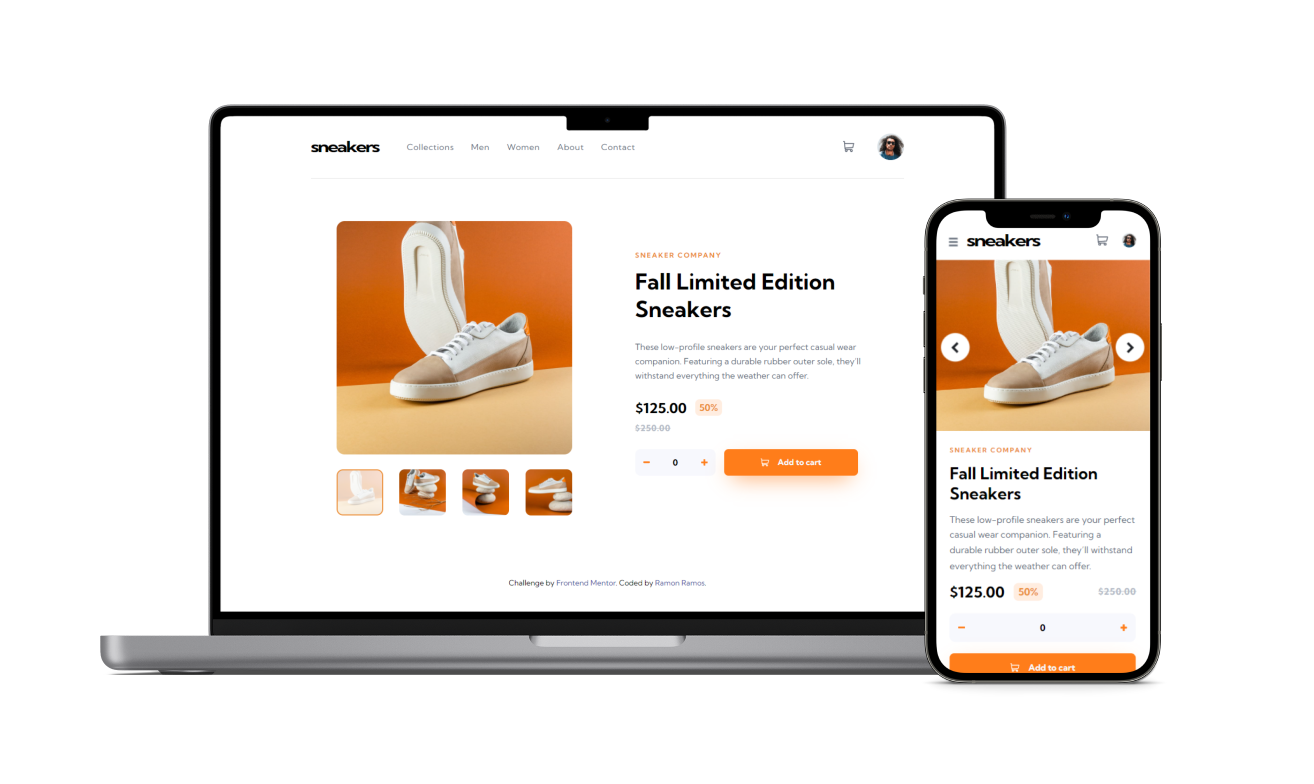 sneakers
Collections Men Women About Contact
SNEAKER COMPANY
Fall Limited Edition
Sneakers
These low-profile sneakers are your perfect casual wear
companion. Featuring a durable rubber outer sole, they'll
withstand everything the weather can offer.
$125.00 50%
$250.00
− 0 +
Add to cart
Challenge by Frontend Mentor. Coded by Ramon Ramos.
sneakers
SNEAKER COMPANY
Fall Limited Edition
Sneakers
These low-profile sneakers are your perfect
casual wear companion. Featuring a
durable rubber outer sole, they'll withstand
everything the weather can offer.
$125.00 50% $250.00
− 0 +
Add to cart